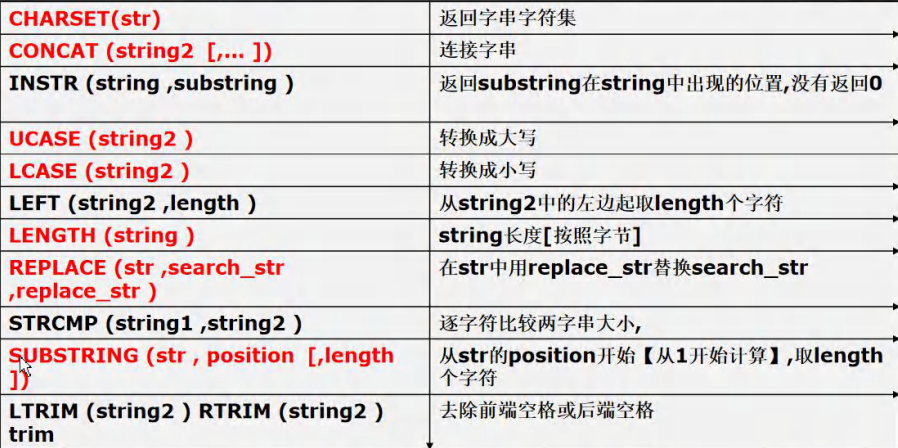 CHARSET(str) 返回字串字符集
CONCAT (string2 [,... ]) 连接字串
INSTR (string ,substring ) 返回substring在string中出现的位置,没有返回0
UCASE (string2 ) 转换成大写
LCASE (string2 ) 转换成小写
LEFT (string2 ,length ) 从string2中的左边起取length个字符
LENGTH (string ) string长度[按照字节]
REPLACE (str ,search_str
,replace_str ) 在str中用replace_str替换search_str
STRCMP (string1 ,string2 ) 逐字符比较两字串大小,
SUBSTRING (str , position [,length
]) 从str的position开始【从1开始计算】,取length
个字符
LTRIM (string2 ) RTRIM (string2 )
trim 去除前端空格或后端空格